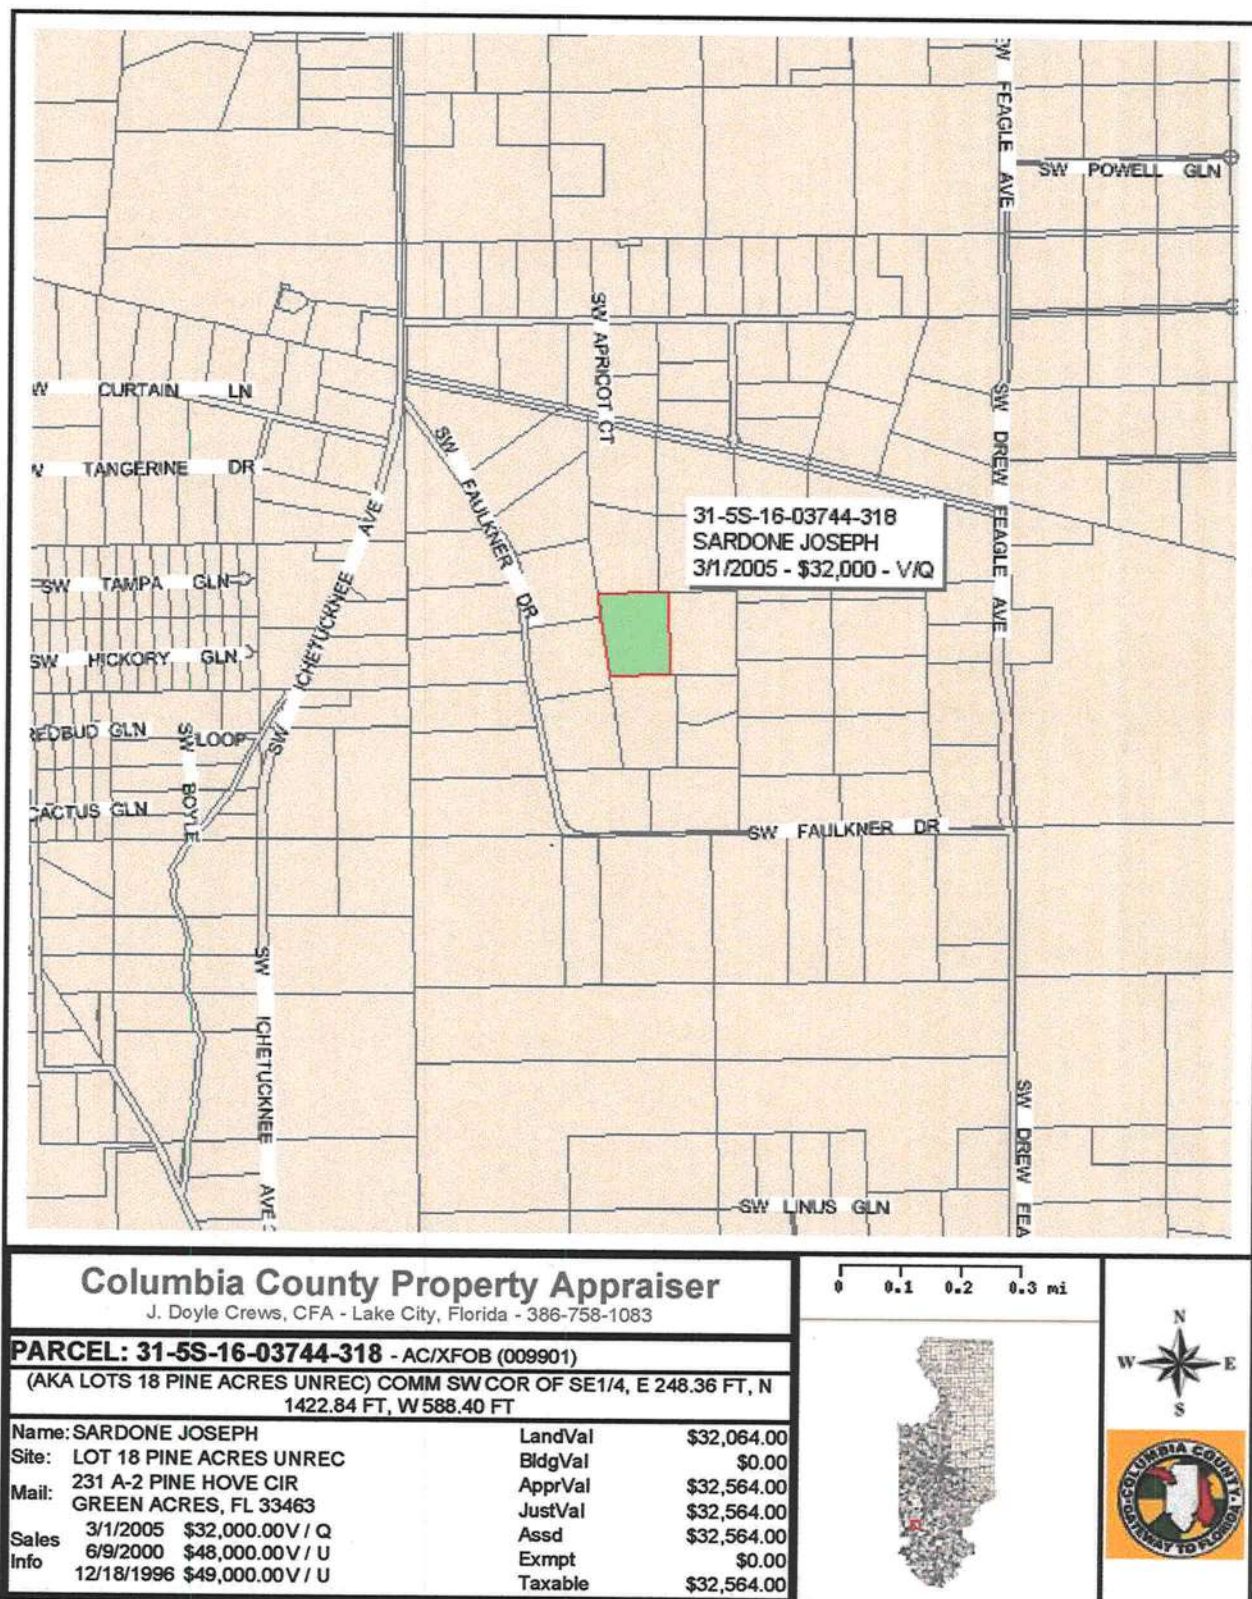 EW FEAGLE AVE
SW POWELL GLN
SW APRICOT CT
W CURTAIN LN
SW FAULKNER DR
SW DREW FEAGLE AVE
W TANGERINE DR
31-5S-16-03744-318
SARDONE JOSEPH
3/1/2005 - $32,000 - V/Q
SW TAMPA GLN
SW ICHETUCKNEE AVE
SW HICKORY GLN
REDBUD GLN
SW BOYLE
LOOP
CACTUS GLN
SW FAULKNER DR
SW ICHETUCKNEE AVE
SW DREW FEA
SW LINUS GLN
Columbia County Property Appraiser
J. Doyle Crews, CFA - Lake City, Florida - 386-758-1083
0 0.1 0.2 0.3 mi
PARCEL: 31-5S-16-03744-318 - AC/XFOB (009901)
(AKA LOTS 18 PINE ACRES UNREC) COMM SW COR OF SE1/4, E 248.36 FT, N
1422.84 FT, W 588.40 FT
Name: SARDONE JOSEPH
Site: LOT 18 PINE ACRES UNREC
Mail: 231 A-2 PINE HOVE CIR
GREEN ACRES, FL 33463
Sales Info
3/1/2005 $32,000.00 V / Q
6/9/2000 $48,000.00 V / U
12/18/1996 $49,000.00 V / U
LandVal $32,064.00
BldgVal $0.00
ApprVal $32,564.00
JustVal $32,564.00
Assd $32,564.00
Exmpt $0.00
Taxable $32,564.00
N
W E
S
COLUMBIA COUNTY
GATEWAY TO FLORIDA